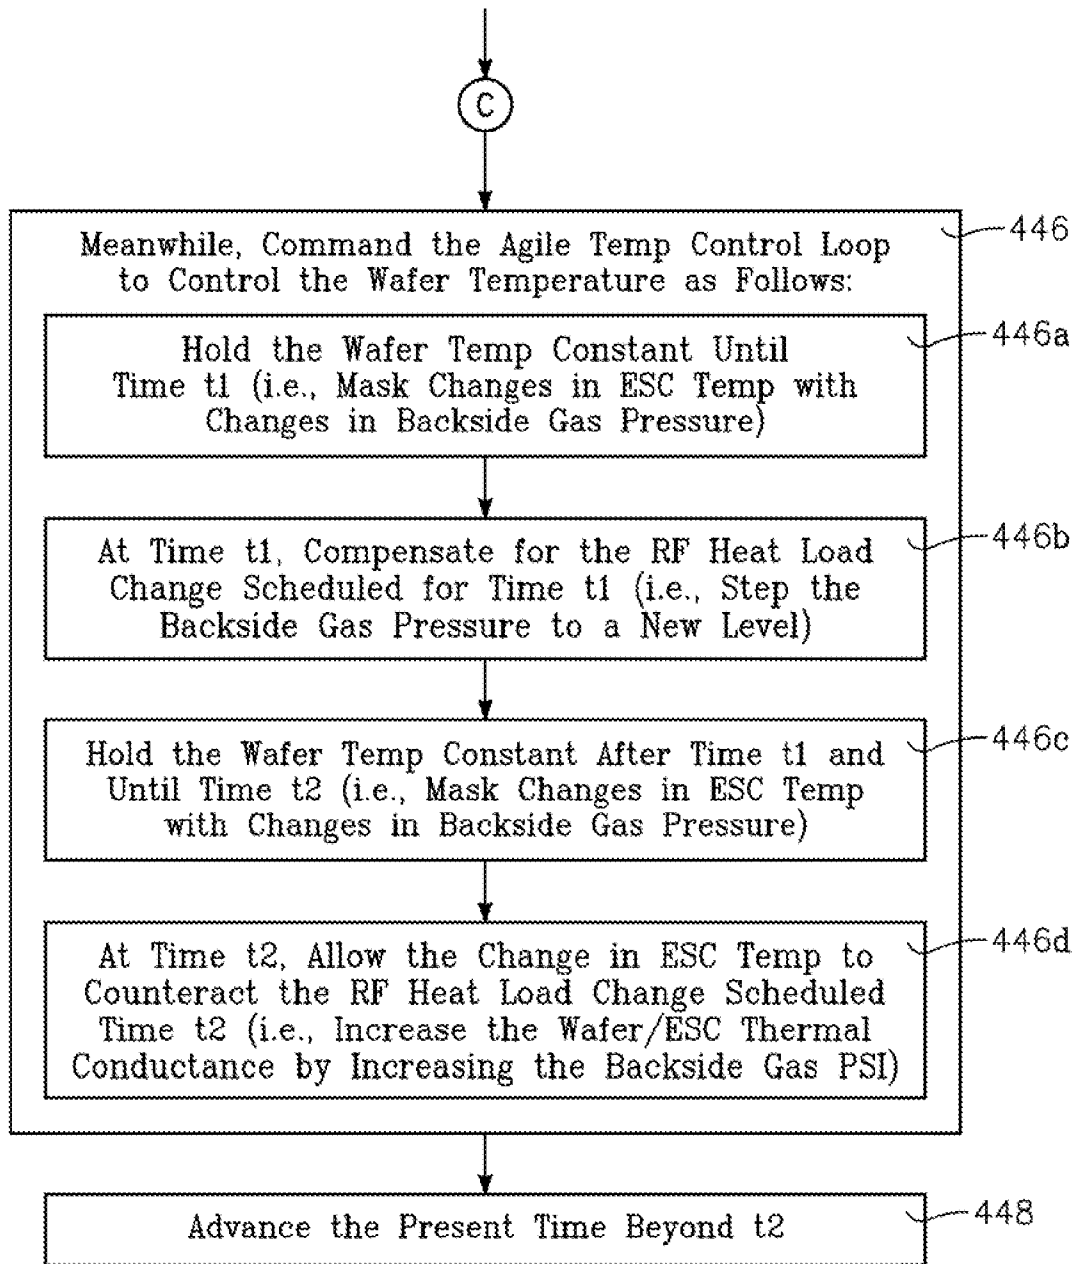 C
446
Meanwhile, Command the Agile Temp Control Loop
to Control the Wafer Temperature as Follows:
446a
Hold the Wafer Temp Constant Until
Time t1 (i.e., Mask Changes in ESC Temp with
Changes in Backside Gas Pressure)
446b
At Time t1, Compensate for the RF Heat Load
Change Scheduled for Time t1 (i.e., Step the
Backside Gas Pressure to a New Level)
446c
Hold the Wafer Temp Constant After Time t1 and
Until Time t2 (i.e., Mask Changes in ESC Temp
with Changes in Backside Gas Pressure)
446d
At Time t2, Allow the Change in ESC Temp to
Counteract the RF Heat Load Change Scheduled
Time t2 (i.e., Increase the Wafer/ESC Thermal
Conductance by Increasing the Backside Gas PSI)
448
Advance the Present Time Beyond t2